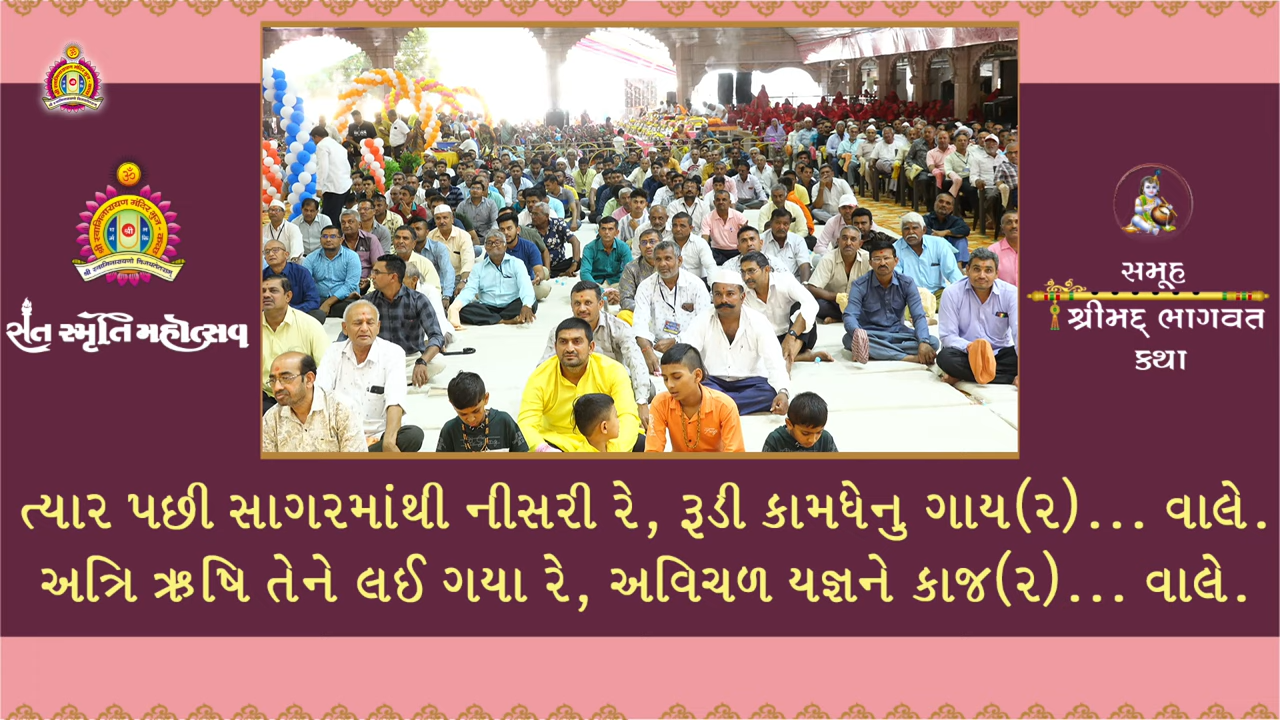 સંત સ્મૃતિ મહોત્સવ
સમૂહ
શ્રીમદ્ ભાગવત
કથા
ત્યાર પછી સાગરમાંથી નીસરી રે, રૂડી કામધેનુ ગાય(૨)... વાલે.
અત્રિ ઋષિ તેને લઈ ગયા રે, અવિચળ યજ્ઞને કાજ(૨)... વાલે.